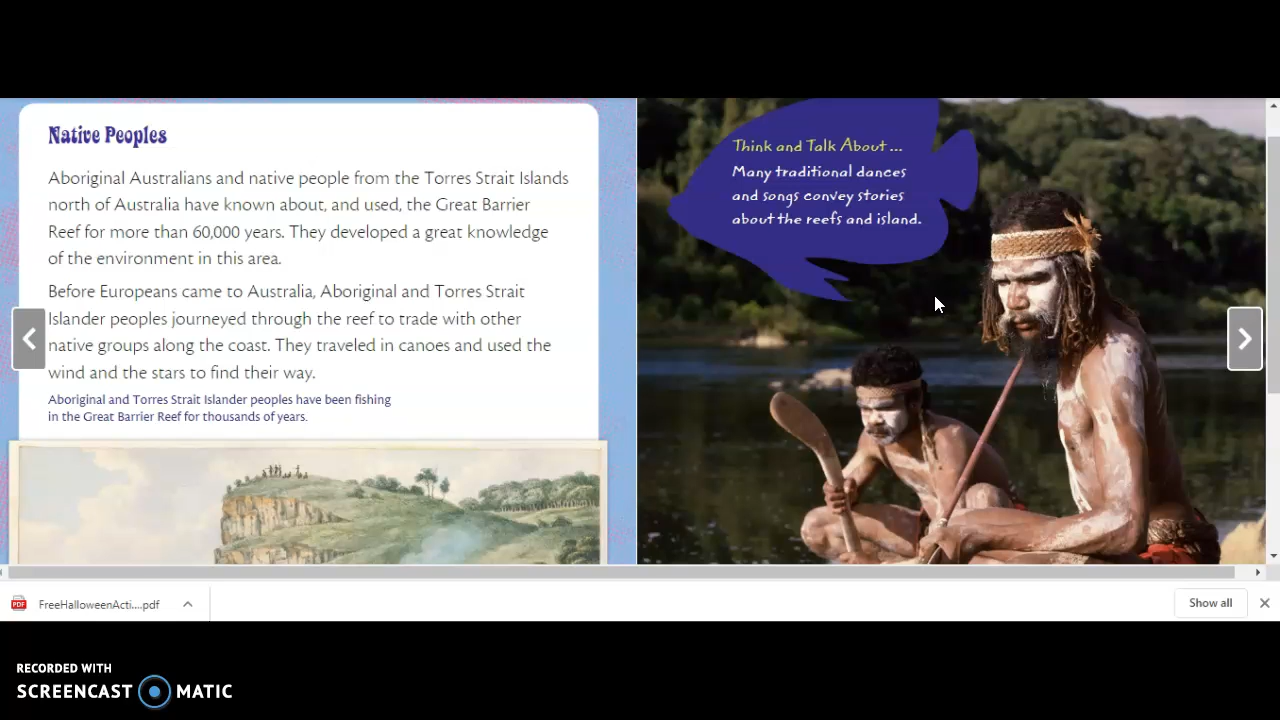 Native Peoples
Aboriginal Australians and native people from the Torres Strait Islands
north of Australia have known about, and used, the Great Barrier
Reef for more than 60,000 years. They developed a great knowledge
of the environment in this area.
Before Europeans came to Australia, Aboriginal and Torres Strait
Islander peoples journeyed through the reef to trade with other
native groups along the coast. They traveled in canoes and used the
wind and the stars to find their way.
Aboriginal and Torres Strait Islander peoples have been fishing
in the Great Barrier Reef for thousands of years.
Think and Talk About ...
Many traditional dances
and songs convey stories
about the reefs and island.
PDF
FreeHalloweenActi....pdf
Show all
RECORDED WITH
SCREENCAST MATIC